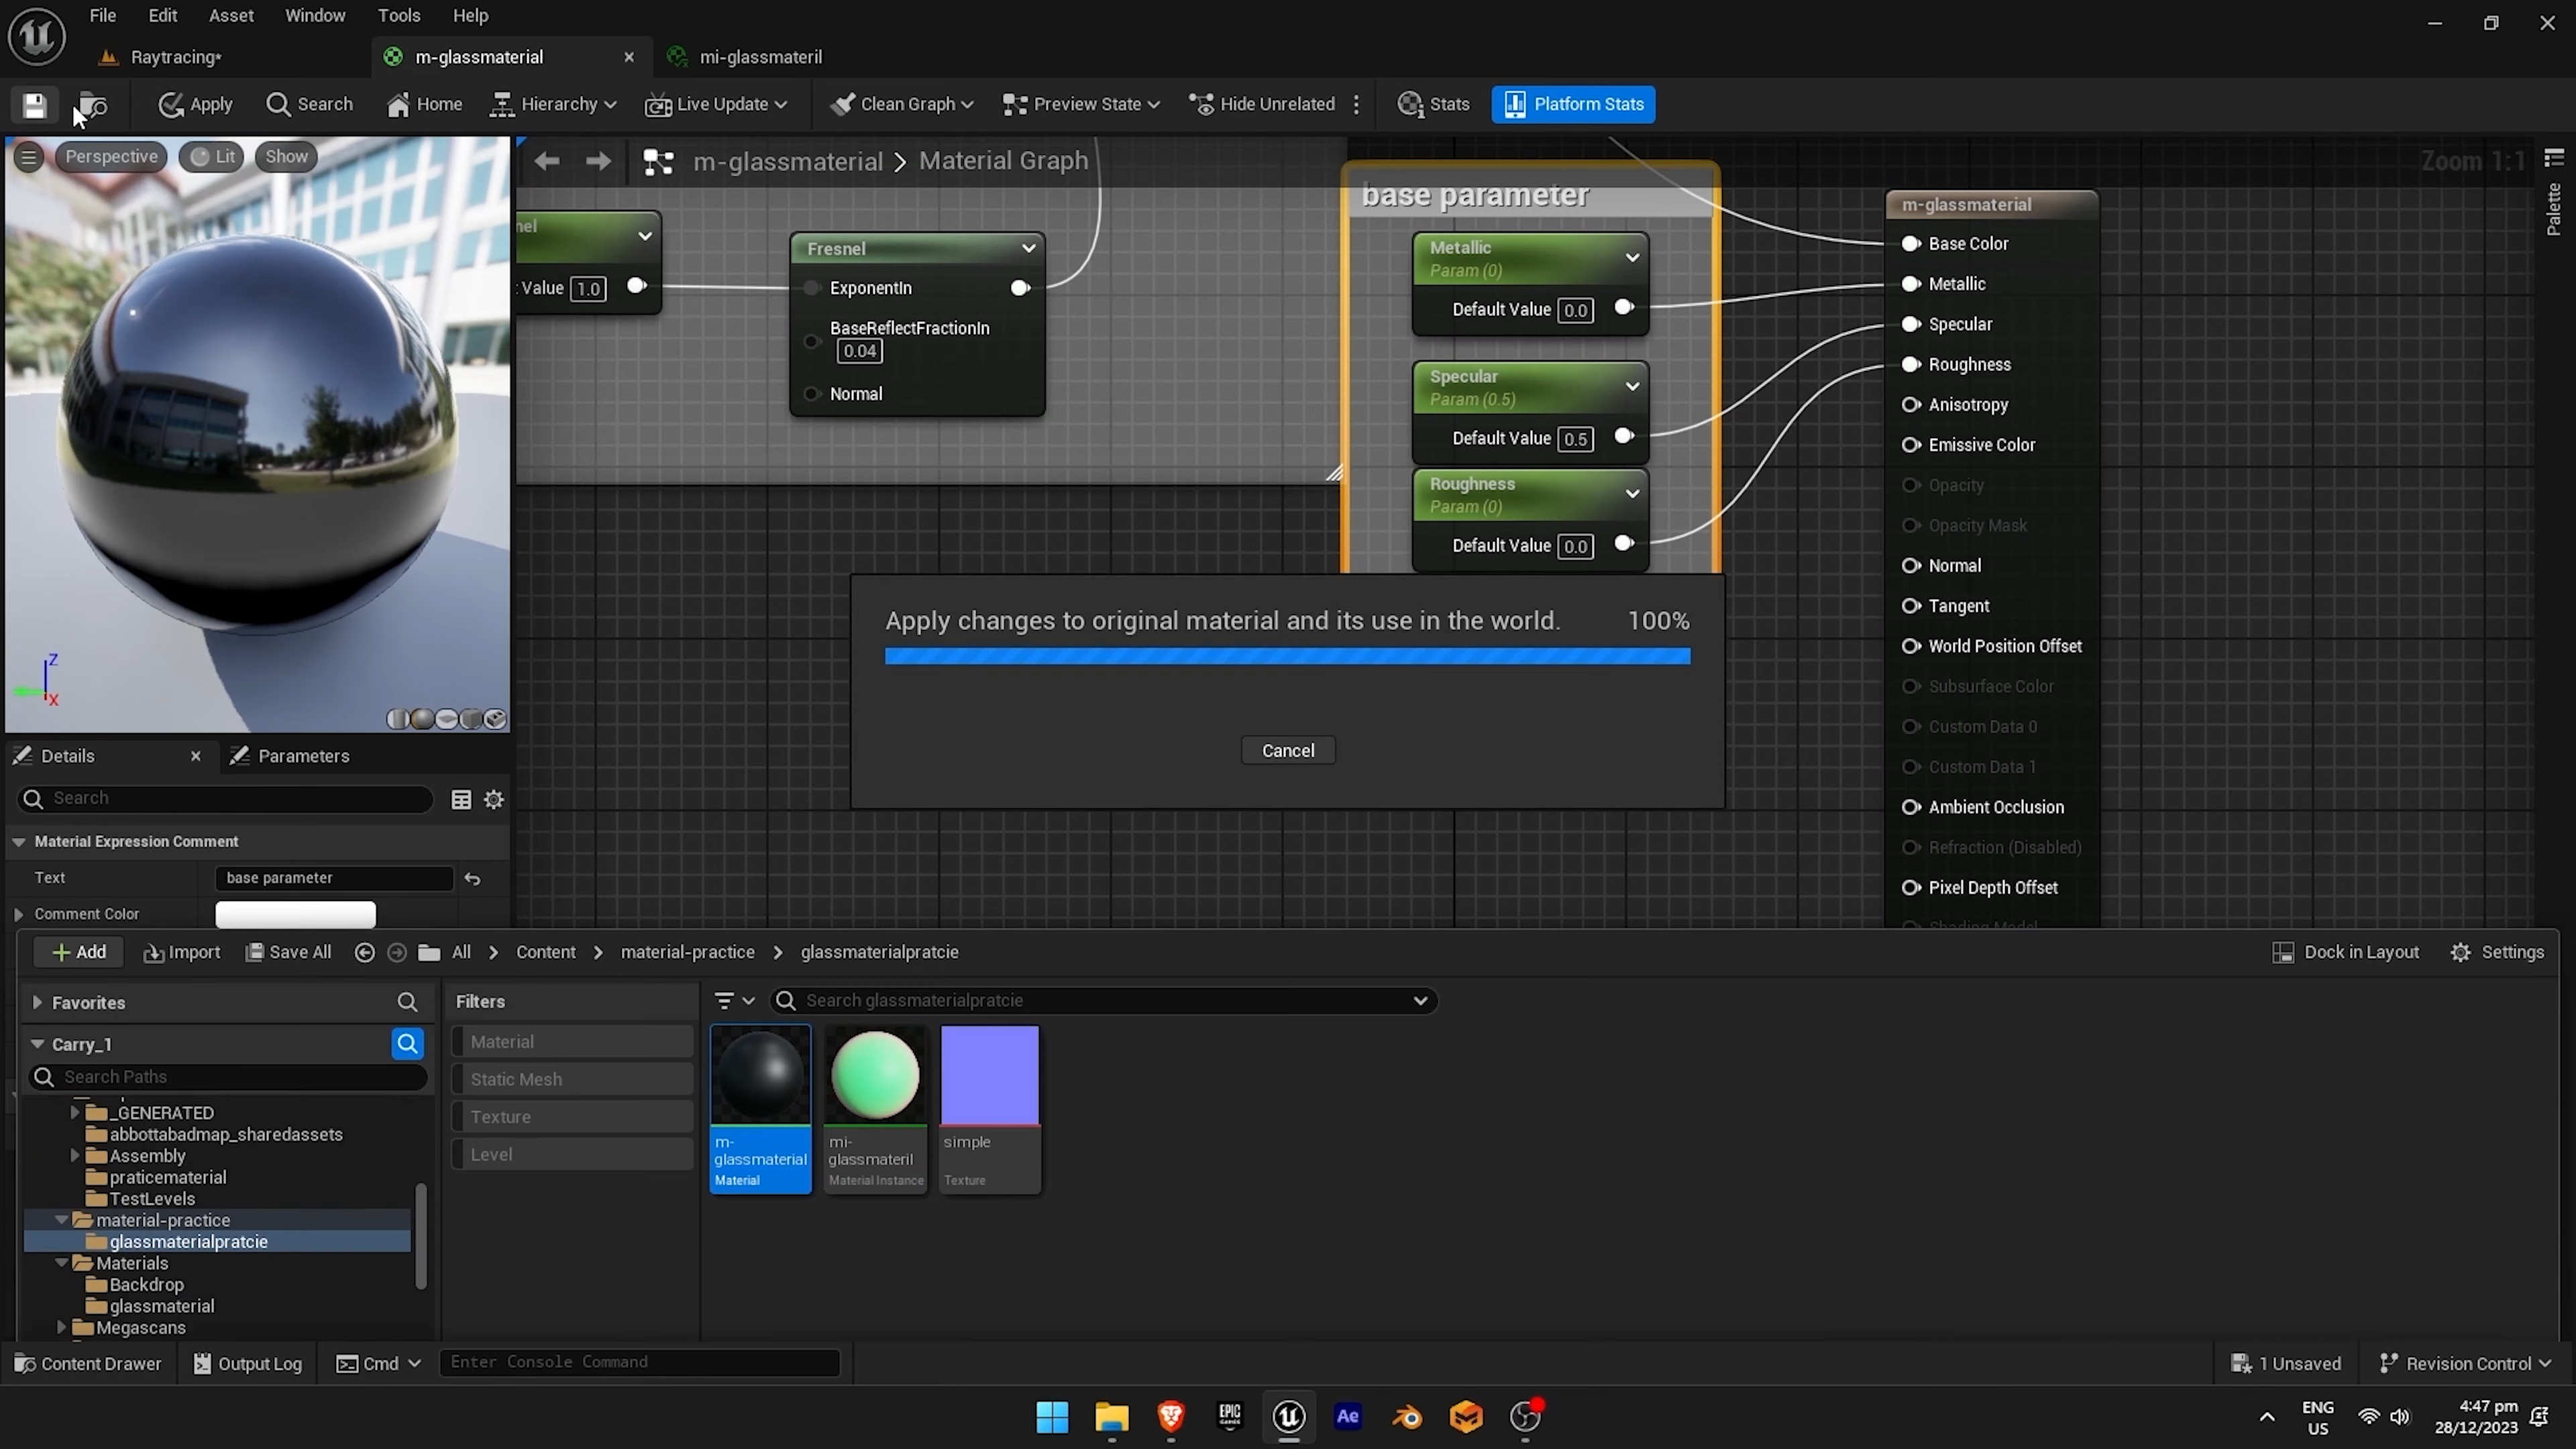 File Edit Asset Window Tools Help
Raytracing* m-glassmaterial mi-glassmateril
Apply Search Home Hierarchy Live Update Clean Graph Preview State Hide Unrelated Stats Platform Stats
Perspective Lit Show
m-glassmaterial > Material Graph
Zoom 1:1
Palette
Value 1.0
Fresnel
ExponentIn
BaseReflectFractionIn
0.04
Normal
base parameter
Metallic
Param (0)
Default Value 0.0
Specular
Param (0.5)
Default Value 0.5
Roughness
Param (0)
Default Value 0.0
m-glassmaterial
Base Color
Metallic
Specular
Roughness
Anisotropy
Emissive Color
Opacity
Opacity Mask
Normal
Tangent
World Position Offset
Subsurface Color
Custom Data 0
Custom Data 1
Ambient Occlusion
Refraction (Disabled)
Pixel Depth Offset
Shading Model
Apply changes to original material and its use in the world. 100%
Cancel
Z
X
Details Parameters
Search
Material Expression Comment
Text base parameter
Comment Color
Add Import Save All All > Content > material-practice > glassmaterialpratcie Dock in Layout Settings
Favorites
Carry_1
Search Paths
_GENERATED
abbottabadmap_sharedassets
Assembly
praticematerial
TestLevels
material-practice
glassmaterialpratcie
Materials
Backdrop
glassmaterial
Megascans
Filters
Material
Static Mesh
Texture
Level
Search glassmaterialpratcie
m-
glassmaterial
Material
mi-
glassmateril
Material Instance
simple
Texture
Content Drawer Output Log Cmd Enter Console Command 1 Unsaved Revision Control
EPIC
GAMES
Ae
ENG
US
4:47 pm
28/12/2023